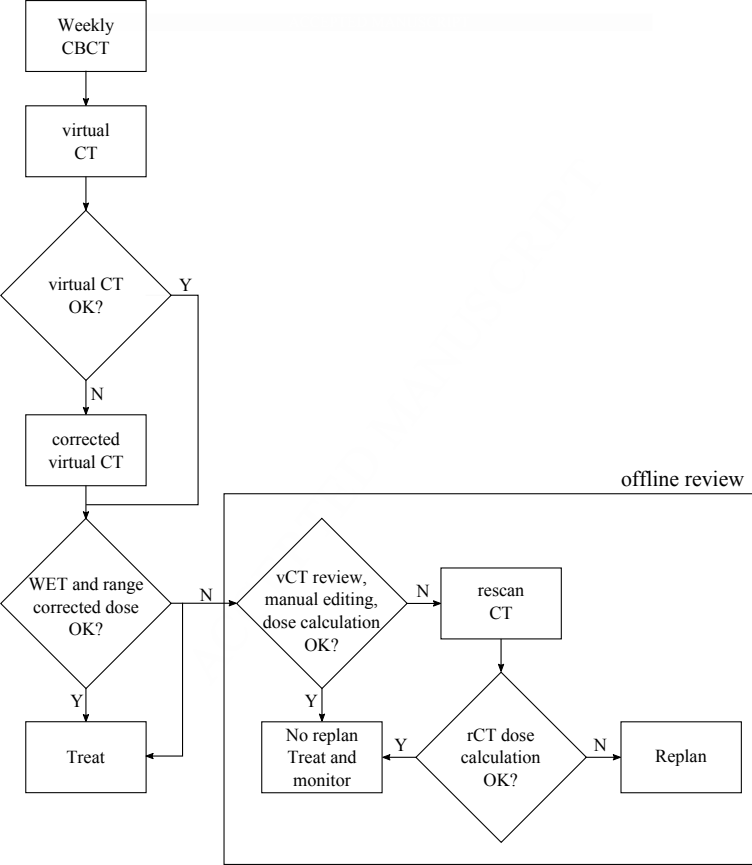 Weekly
CBCT
virtual
CT
virtual CT
OK?
Y
N
corrected
virtual CT
offline review
WET and range
corrected dose
OK?
N
Y
Treat
vCT review,
manual editing,
dose calculation
OK?
N
Y
rescan
CT
No replan
Treat and
monitor
Y
rCT dose
calculation
OK?
N
Replan